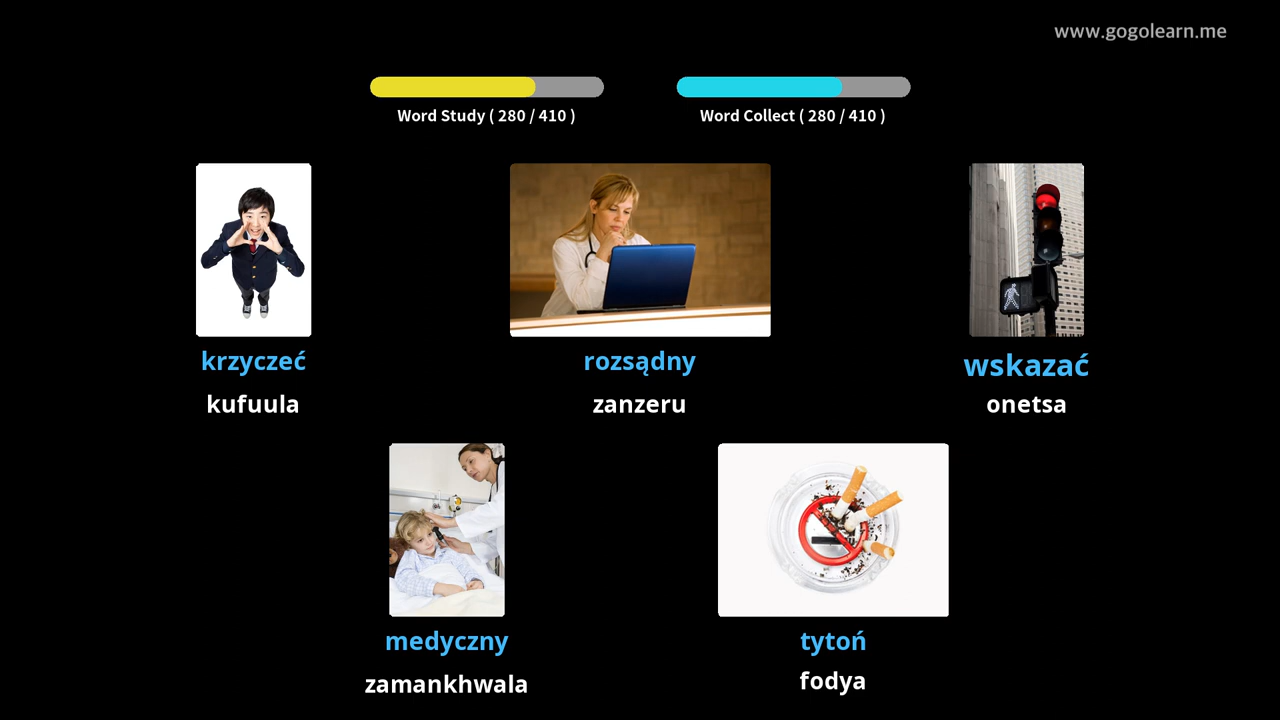 www.gogolearn.me
Word Study ( 280 / 410 )
Word Collect ( 280 / 410 )
krzyczeć
kufuula
rozsądny
zanzeru
wskazać
onetsa
medyczny
zamankhwala
tytoń
fodya